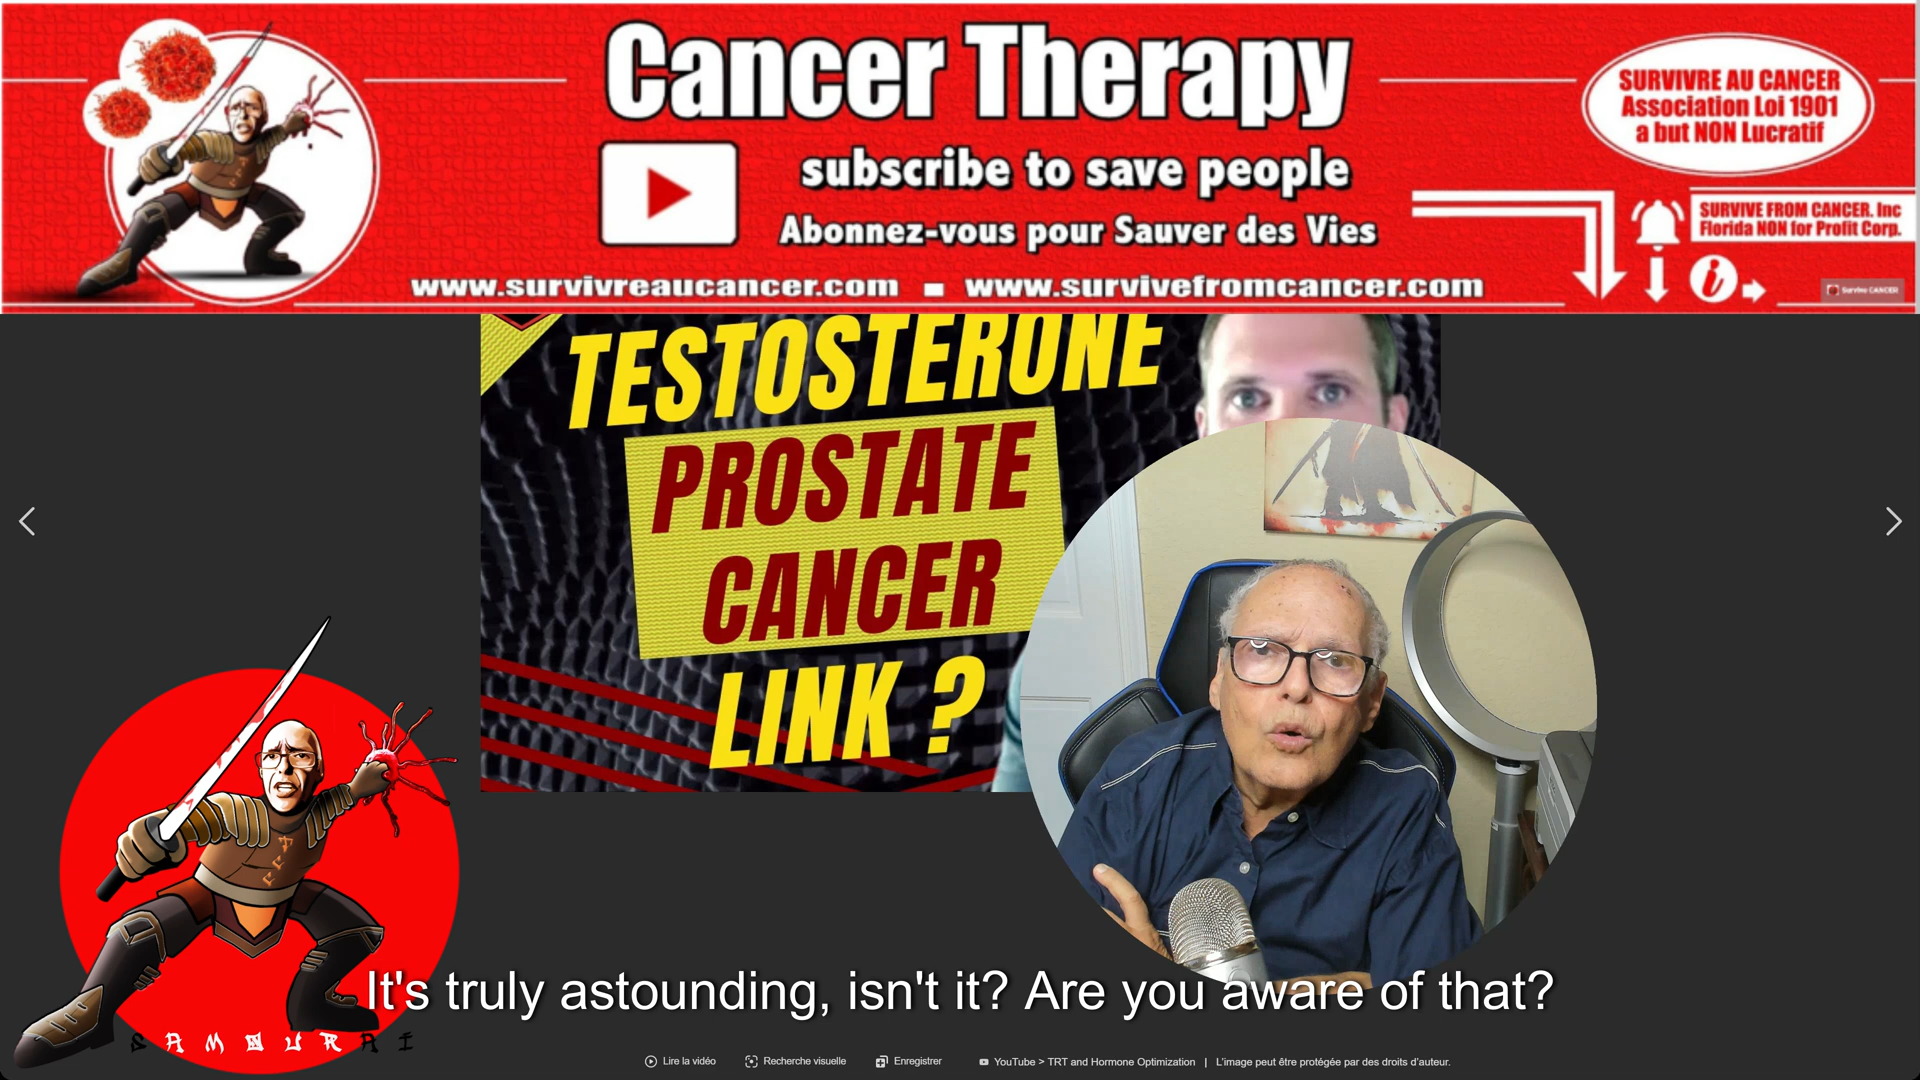 Cancer Therapy
subscribe to save people
Abonnez-vous pour Sauver des Vies
www.survivreaucancer.com www.survivefromcancer.com
SURVIVRE AU CANCER
Association Loi 1901
a but NON Lucratif
SURVIVE FROM CANCER. Inc
Florida NON for Profit Corp.
i
Survivre CANCER
TESTOSTERONE
PROSTATE
CANCER
LINK ?
SAMOURAI
It's truly astounding, isn't it? Are you aware of that?
Lire la vidéo Recherche visuelle Enregistrer YouTube > TRT and Hormone Optimization | L'image peut être protégée par des droits d'auteur.